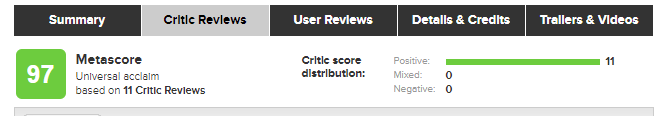 Summary
Critic Reviews
User Reviews
Details & Credits
Trailers & Videos
97
Metascore
Universal acclaim
based on 11 Critic Reviews
Critic score
distribution:
Positive: 11
Mixed: 0
Negative: 0